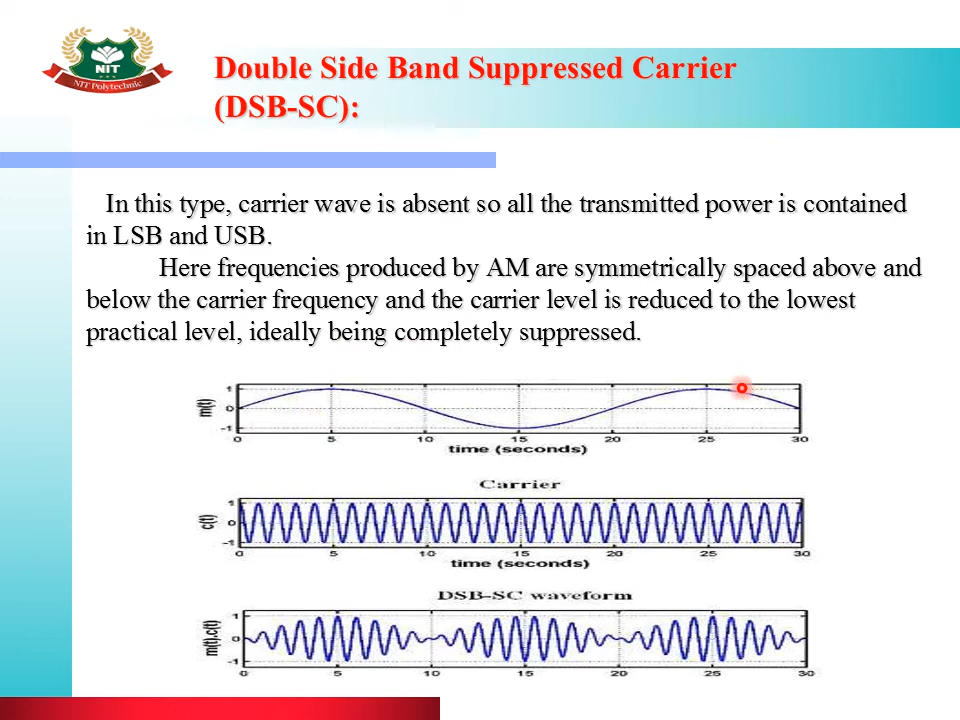 NIT
NIT Polytechnic
Double Side Band Suppressed Carrier
(DSB-SC):
In this type, carrier wave is absent so all the transmitted power is contained
in LSB and USB.
Here frequencies produced by AM are symmetrically spaced above and
below the carrier frequency and the carrier level is reduced to the lowest
practical level, ideally being completely suppressed.
m(t)
1
0
-1
0 5 10 15 20 25 30
time (seconds)
Carrier
c(t)
1
0
-1
0 5 10 15 20 25 30
time (seconds)
DSB-SC waveform
m(t).c(t)
1
0
-1
0 5 10 15 20 25 30